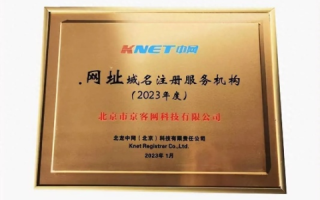 KNET中网
.网址 域名注册服务机构
(2023年度)
北京市京容网科技有限公司
北龙中网（北京）科技有限责任公司
Knet Registrar Co.,Ltd.
2023年1月